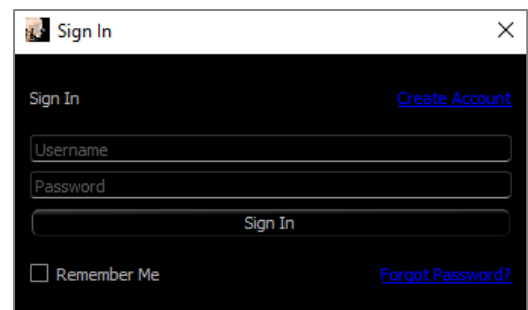 Sign In
Sign In Create Account
Username
Password
Sign In
Remember Me Forgot Password?